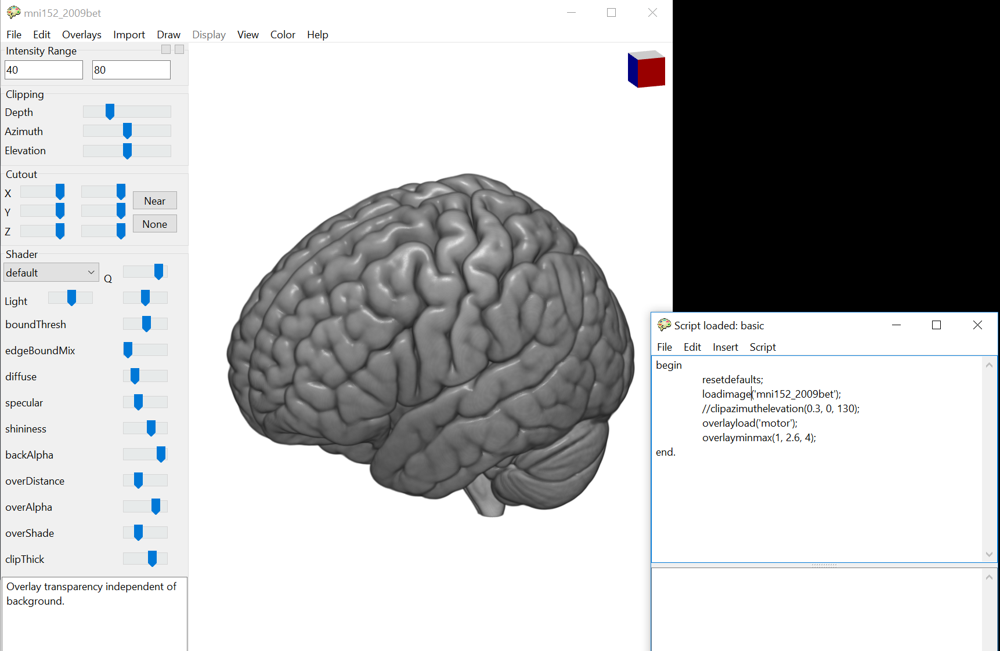 mni152_2009bet
File Edit Overlays Import Draw Display View Color Help
Intensity Range
40 80
Clipping
Depth
Azimuth
Elevation
Cutout
X
Near
Y
None
Z
Shader
default Q
Light
boundThresh
edgeBoundMix
diffuse
specular
shininess
backAlpha
overDistance
overAlpha
overShade
clipThick
Overlay transparency independent of
background.
Script loaded: basic
File Edit Insert Script
begin
resetdefaults;
loadimage('mni152_2009bet');
//clipazimuthelevation(0.3, 0, 130);
overlayload('motor');
overlayminmax(1, 2.6, 4);
end.